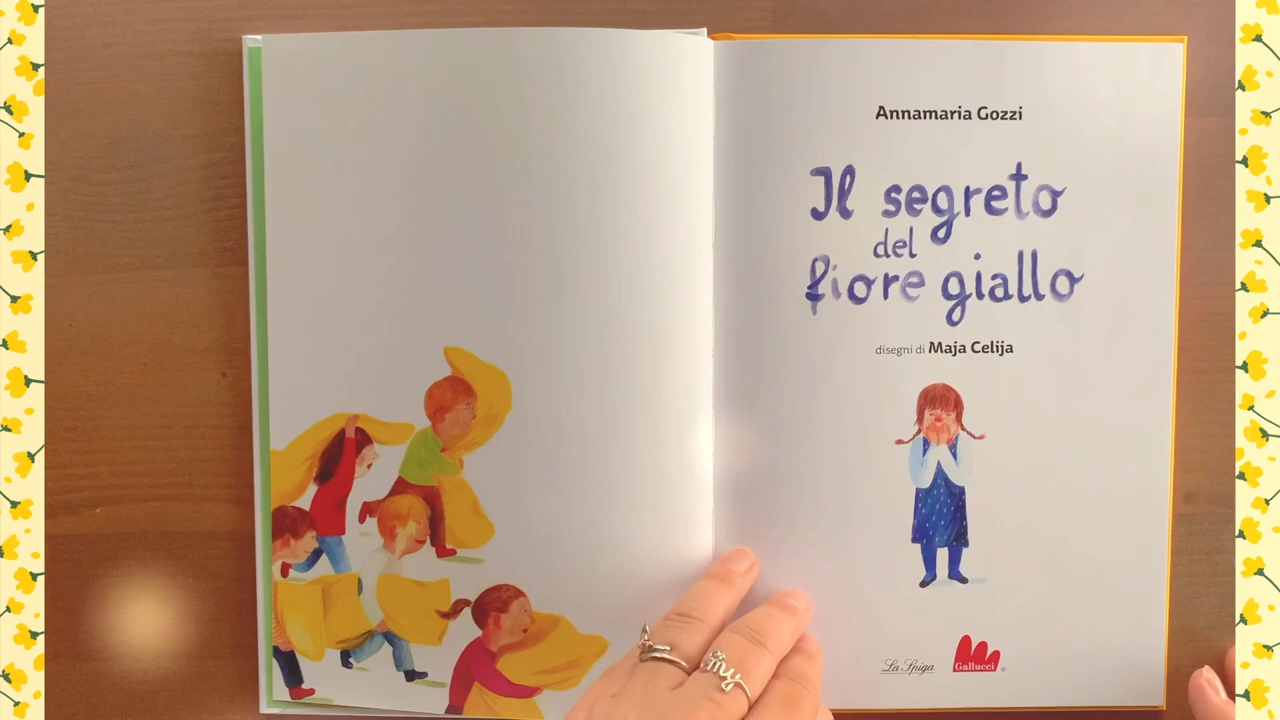 Annamaria Gozzi
Il segreto
del
fiore giallo
disegni di Maja Celija
La Spiga
Gallucci